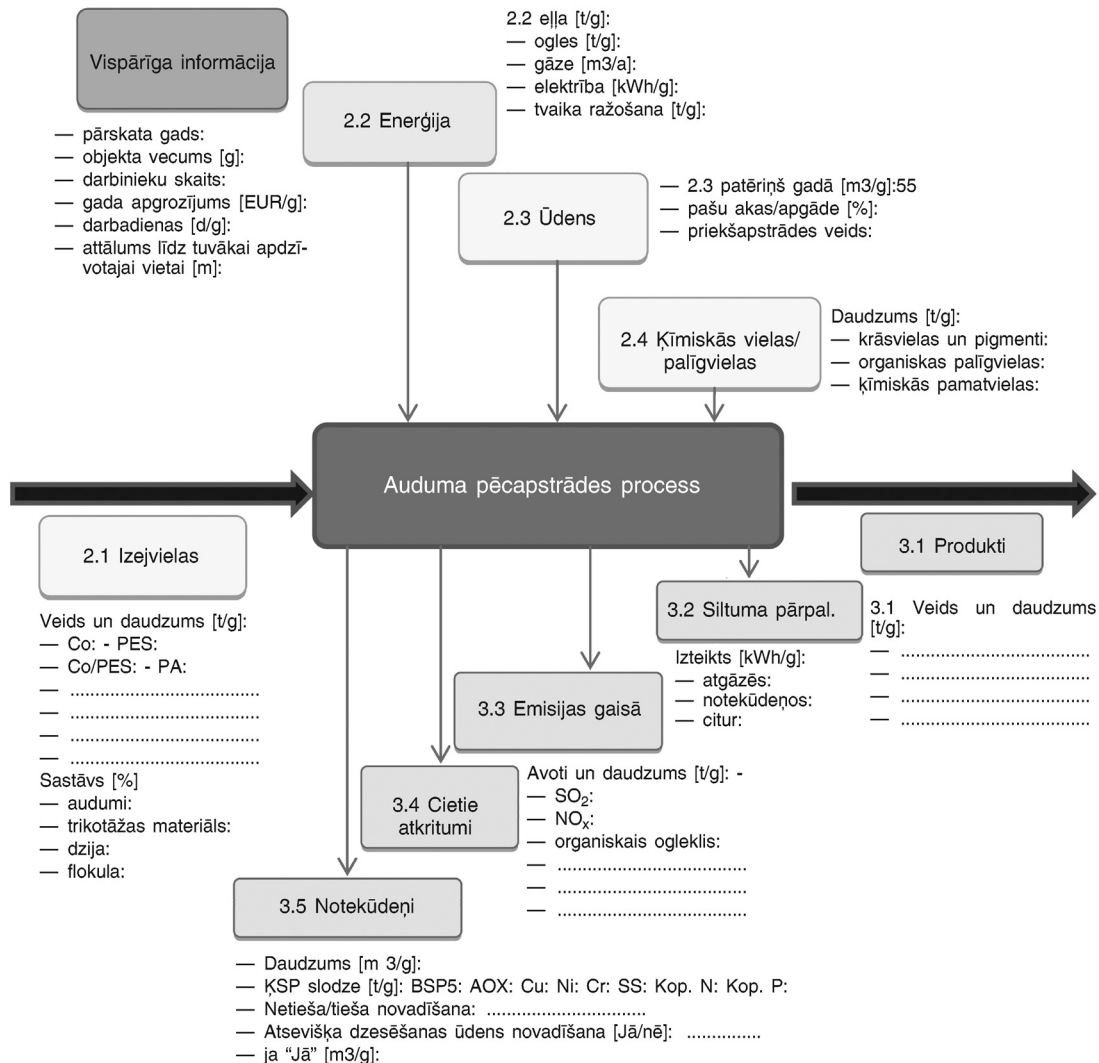 Vispārīga informācija
— pārskata gads:
— objekta vecums [g]:
— darbinieku skaits:
— gada apgrozījums [EUR/g]:
— darbadienas [d/g]:
— attālums līdz tuvākai apdzī-
votajai vietai [m]:
2.2 Enerģija
2.2 eļļa [t/g]:
— ogles [t/g]:
— gāze [m3/a]:
— elektrība [kWh/g]:
— tvaika ražošana [t/g]:
2.3 Ūdens
— 2.3 patēriņš gadā [m3/g]:55
— pašu akas/apgāde [%]:
— priekšapstrādes veids:
2.4 Ķīmiskās vielas/
palīgvielas
Daudzums [t/g]:
— krāsvielas un pigmenti:
— organiskas palīgvielas:
— ķīmiskās pamatvielas:
Auduma pēcapstrādes process
2.1 Izejvielas
Veids un daudzums [t/g]:
— Co: - PES:
— Co/PES: - PA:
— .....................................
— .....................................
— .....................................
— .....................................
Sastāvs [%]
— audumi:
— trikotāžas materiāls:
— dzija:
— flokula:
3.1 Produkti
3.1 Veids un daudzums
[t/g]:
— .....................................
— .....................................
— .....................................
— .....................................
3.2 Siltuma pārpal.
Izteikts [kWh/g]:
— atgāzēs:
— notekūdeņos:
— citur:
3.3 Emisijas gaisā
Avoti un daudzums [t/g]: -
— SO₂:
— NOₓ:
— organiskais ogleklis:
— .....................................
— .....................................
— .....................................
3.4 Cietie
atkritumi
3.5 Notekūdeņi
— Daudzums [m 3/g]:
— ĶSP slodze [t/g]: BSP5: AOX: Cu: Ni: Cr: SS: Kop. N: Kop. P:
— Netieša/tieša novadīšana: ...............................
— Atsevišķa dzesēšanas ūdens novadīšana [Jā/nē]: ..............
— ja “Jā” [m3/g]: